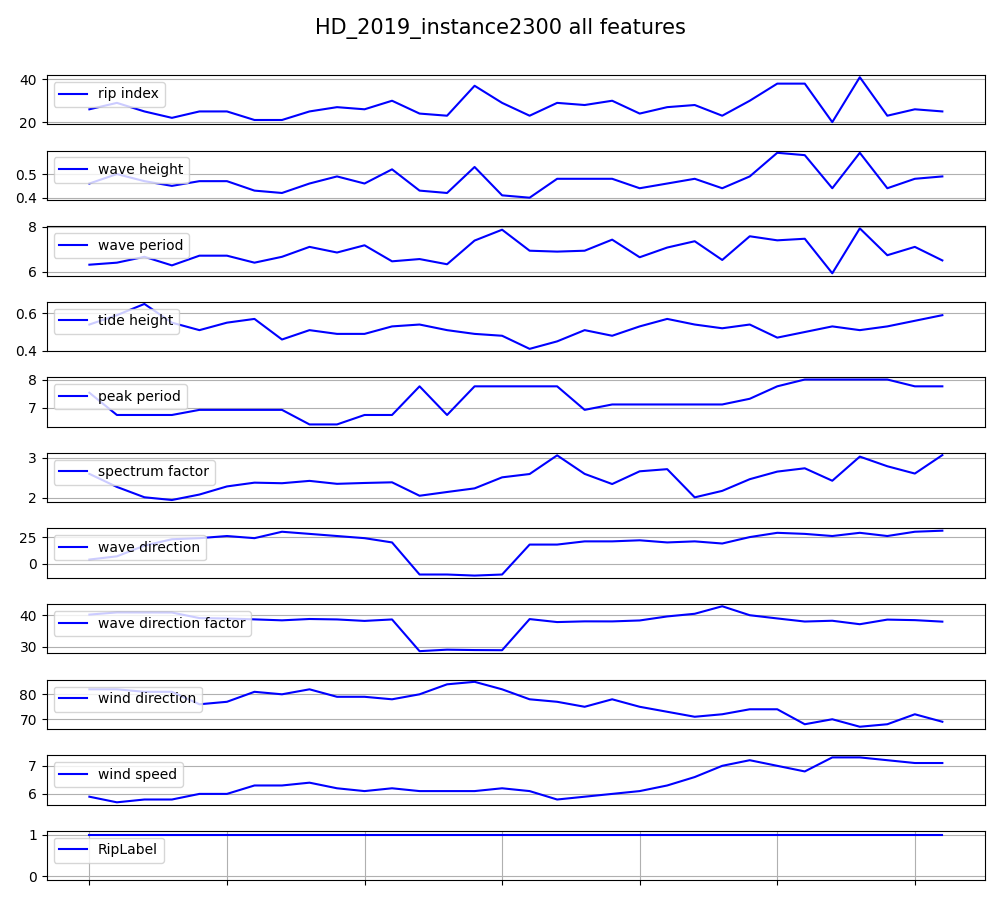 HD_2019_instance2300 all features
40
20
rip index
0.5
0.4
wave height
8
6
wave period
0.6
0.4
tide height
8
7
peak period
3
2
spectrum factor
25
0
wave direction
40
30
wave direction factor
80
70
wind direction
7
6
wind speed
1
0
RipLabel